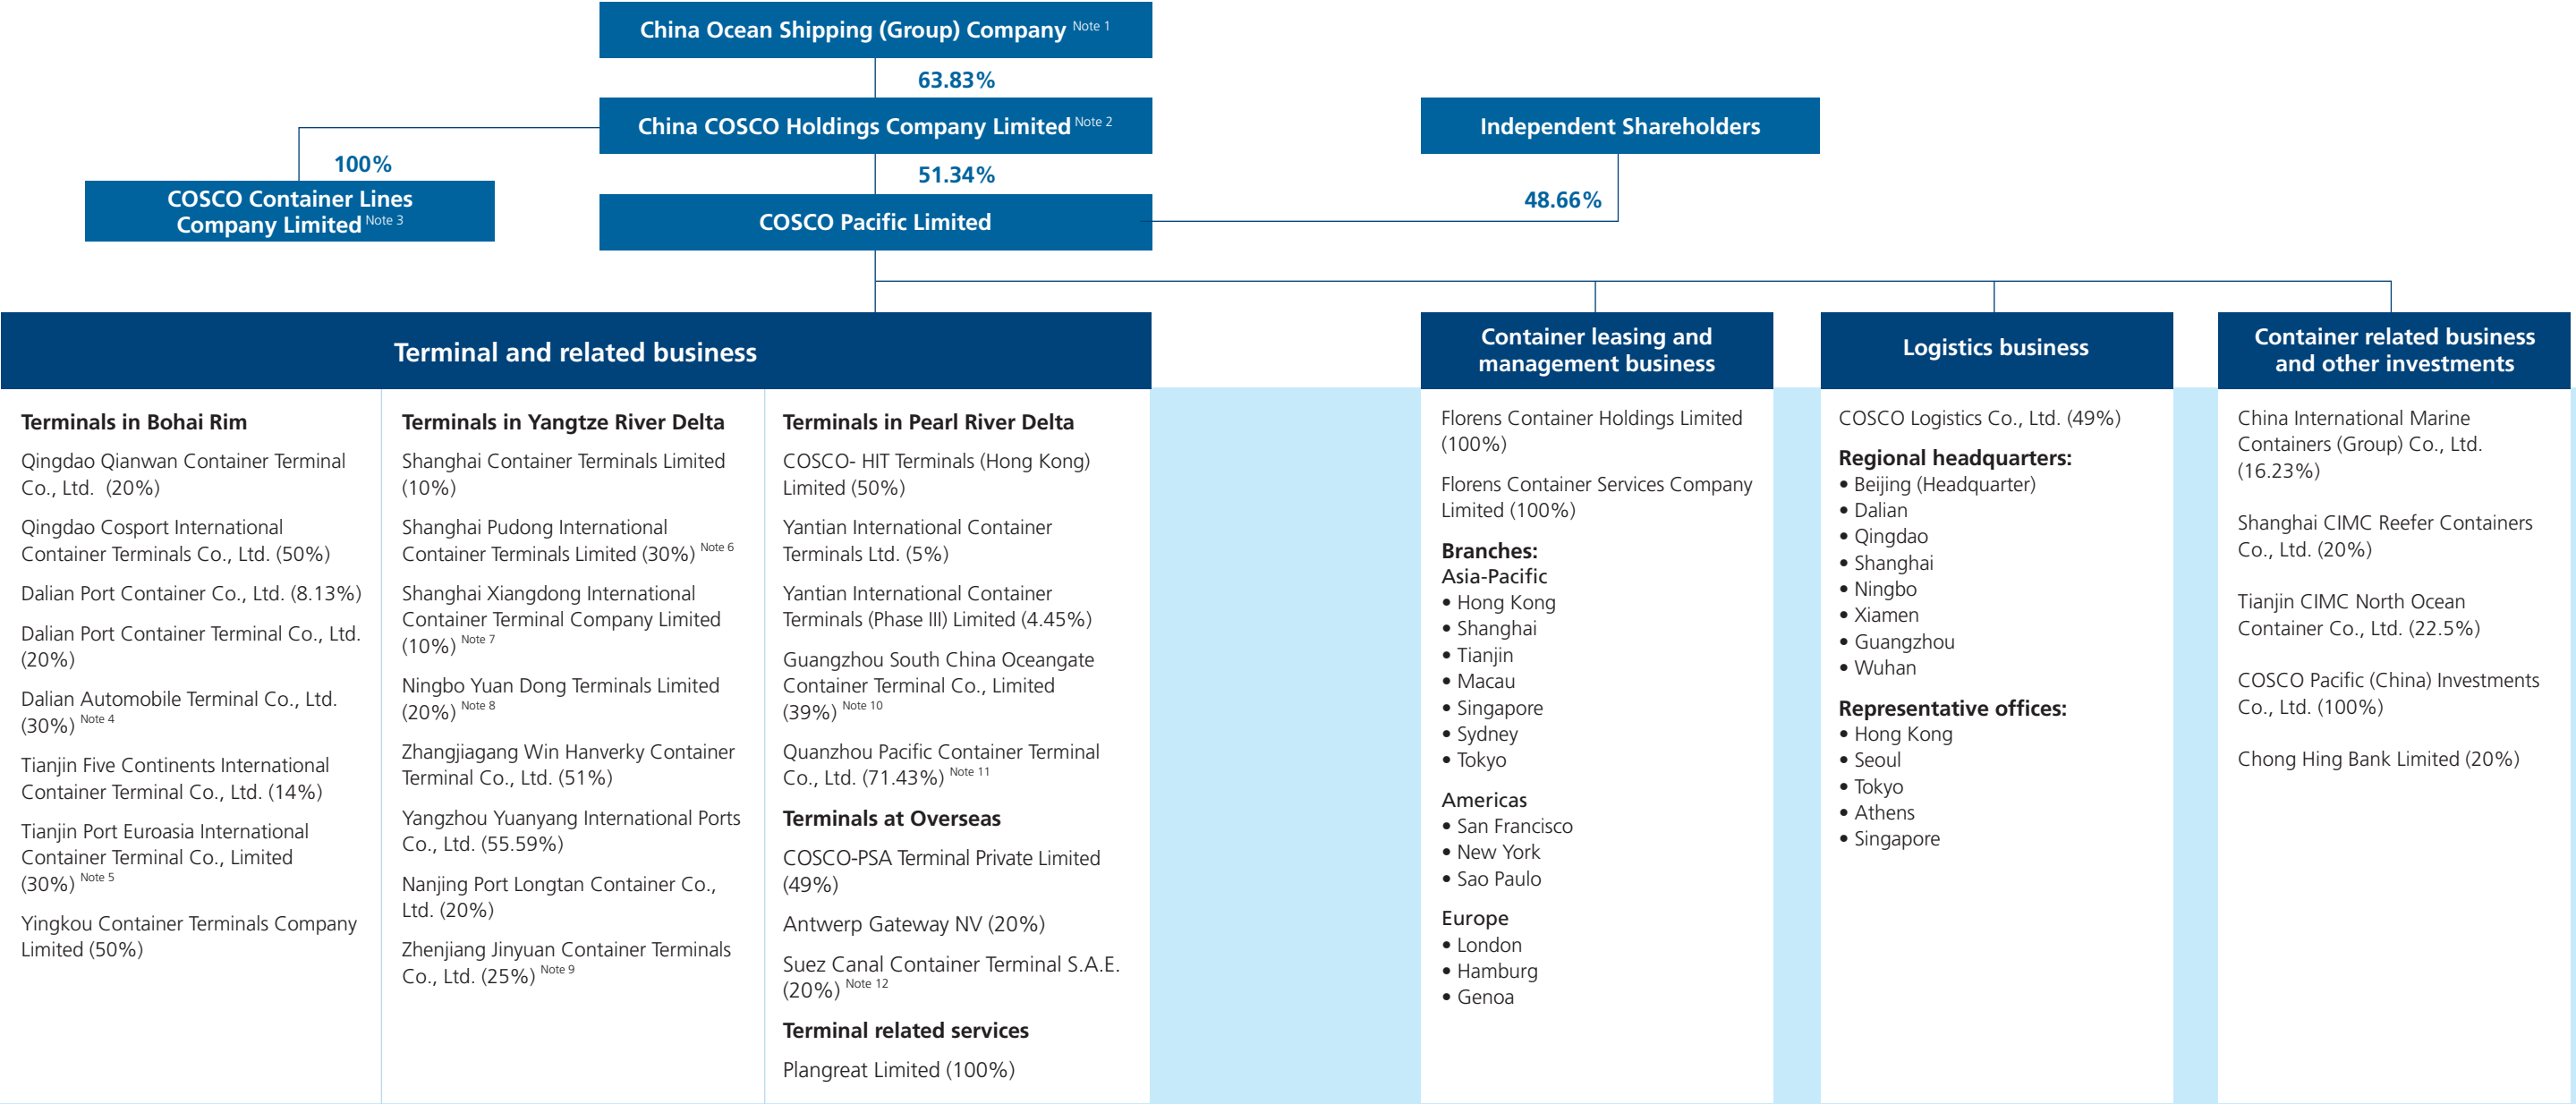 China Ocean Shipping (Group) Company Note 1
63.83%
China COSCO Holdings Company Limited Note 2
Independent Shareholders
100%
51.34%
48.66%
COSCO Container Lines
Company Limited Note 3
COSCO Pacific Limited
Terminal and related business
Terminals in Bohai Rim
Qingdao Qianwan Container Terminal
Co., Ltd. (20%)
Qingdao Cosport International
Container Terminals Co., Ltd. (50%)
Dalian Port Container Co., Ltd. (8.13%)
Dalian Port Container Terminal Co., Ltd.
(20%)
Dalian Automobile Terminal Co., Ltd.
(30%) Note 4
Tianjin Five Continents International
Container Terminal Co., Ltd. (14%)
Tianjin Port Euroasia International
Container Terminal Co., Limited
(30%) Note 5
Yingkou Container Terminals Company
Limited (50%)
Terminals in Yangtze River Delta
Shanghai Container Terminals Limited
(10%)
Shanghai Pudong International
Container Terminals Limited (30%) Note 6
Shanghai Xiangdong International
Container Terminal Company Limited
(10%) Note 7
Ningbo Yuan Dong Terminals Limited
(20%) Note 8
Zhangjiagang Win Hanverky Container
Terminal Co., Ltd. (51%)
Yangzhou Yuanyang International Ports
Co., Ltd. (55.59%)
Nanjing Port Longtan Container Co.,
Ltd. (20%)
Zhenjiang Jinyuan Container Terminals
Co., Ltd. (25%) Note 9
Terminals in Pearl River Delta
COSCO- HIT Terminals (Hong Kong)
Limited (50%)
Yantian International Container
Terminals Ltd. (5%)
Yantian International Container
Terminals (Phase III) Limited (4.45%)
Guangzhou South China Oceangate
Container Terminal Co., Limited
(39%) Note 10
Quanzhou Pacific Container Terminal
Co., Ltd. (71.43%) Note 11
Terminals at Overseas
COSCO-PSA Terminal Private Limited
(49%)
Antwerp Gateway NV (20%)
Suez Canal Container Terminal S.A.E.
(20%) Note 12
Terminal related services
Plangreat Limited (100%)
Container leasing and
management business
Florens Container Holdings Limited
(100%)
Florens Container Services Company
Limited (100%)
Branches:
Asia-Pacific
• Hong Kong
• Shanghai
• Tianjin
• Macau
• Singapore
• Sydney
• Tokyo
Americas
• San Francisco
• New York
• Sao Paulo
Europe
• London
• Hamburg
• Genoa
Logistics business
COSCO Logistics Co., Ltd. (49%)
Regional headquarters:
• Beijing (Headquarter)
• Dalian
• Qingdao
• Shanghai
• Ningbo
• Xiamen
• Guangzhou
• Wuhan
Representative offices:
• Hong Kong
• Seoul
• Tokyo
• Athens
• Singapore
Container related business
and other investments
China International Marine
Containers (Group) Co., Ltd.
(16.23%)
Shanghai CIMC Reefer Containers
Co., Ltd. (20%)
Tianjin CIMC North Ocean
Container Co., Ltd. (22.5%)
COSCO Pacific (China) Investments
Co., Ltd. (100%)
Chong Hing Bank Limited (20%)